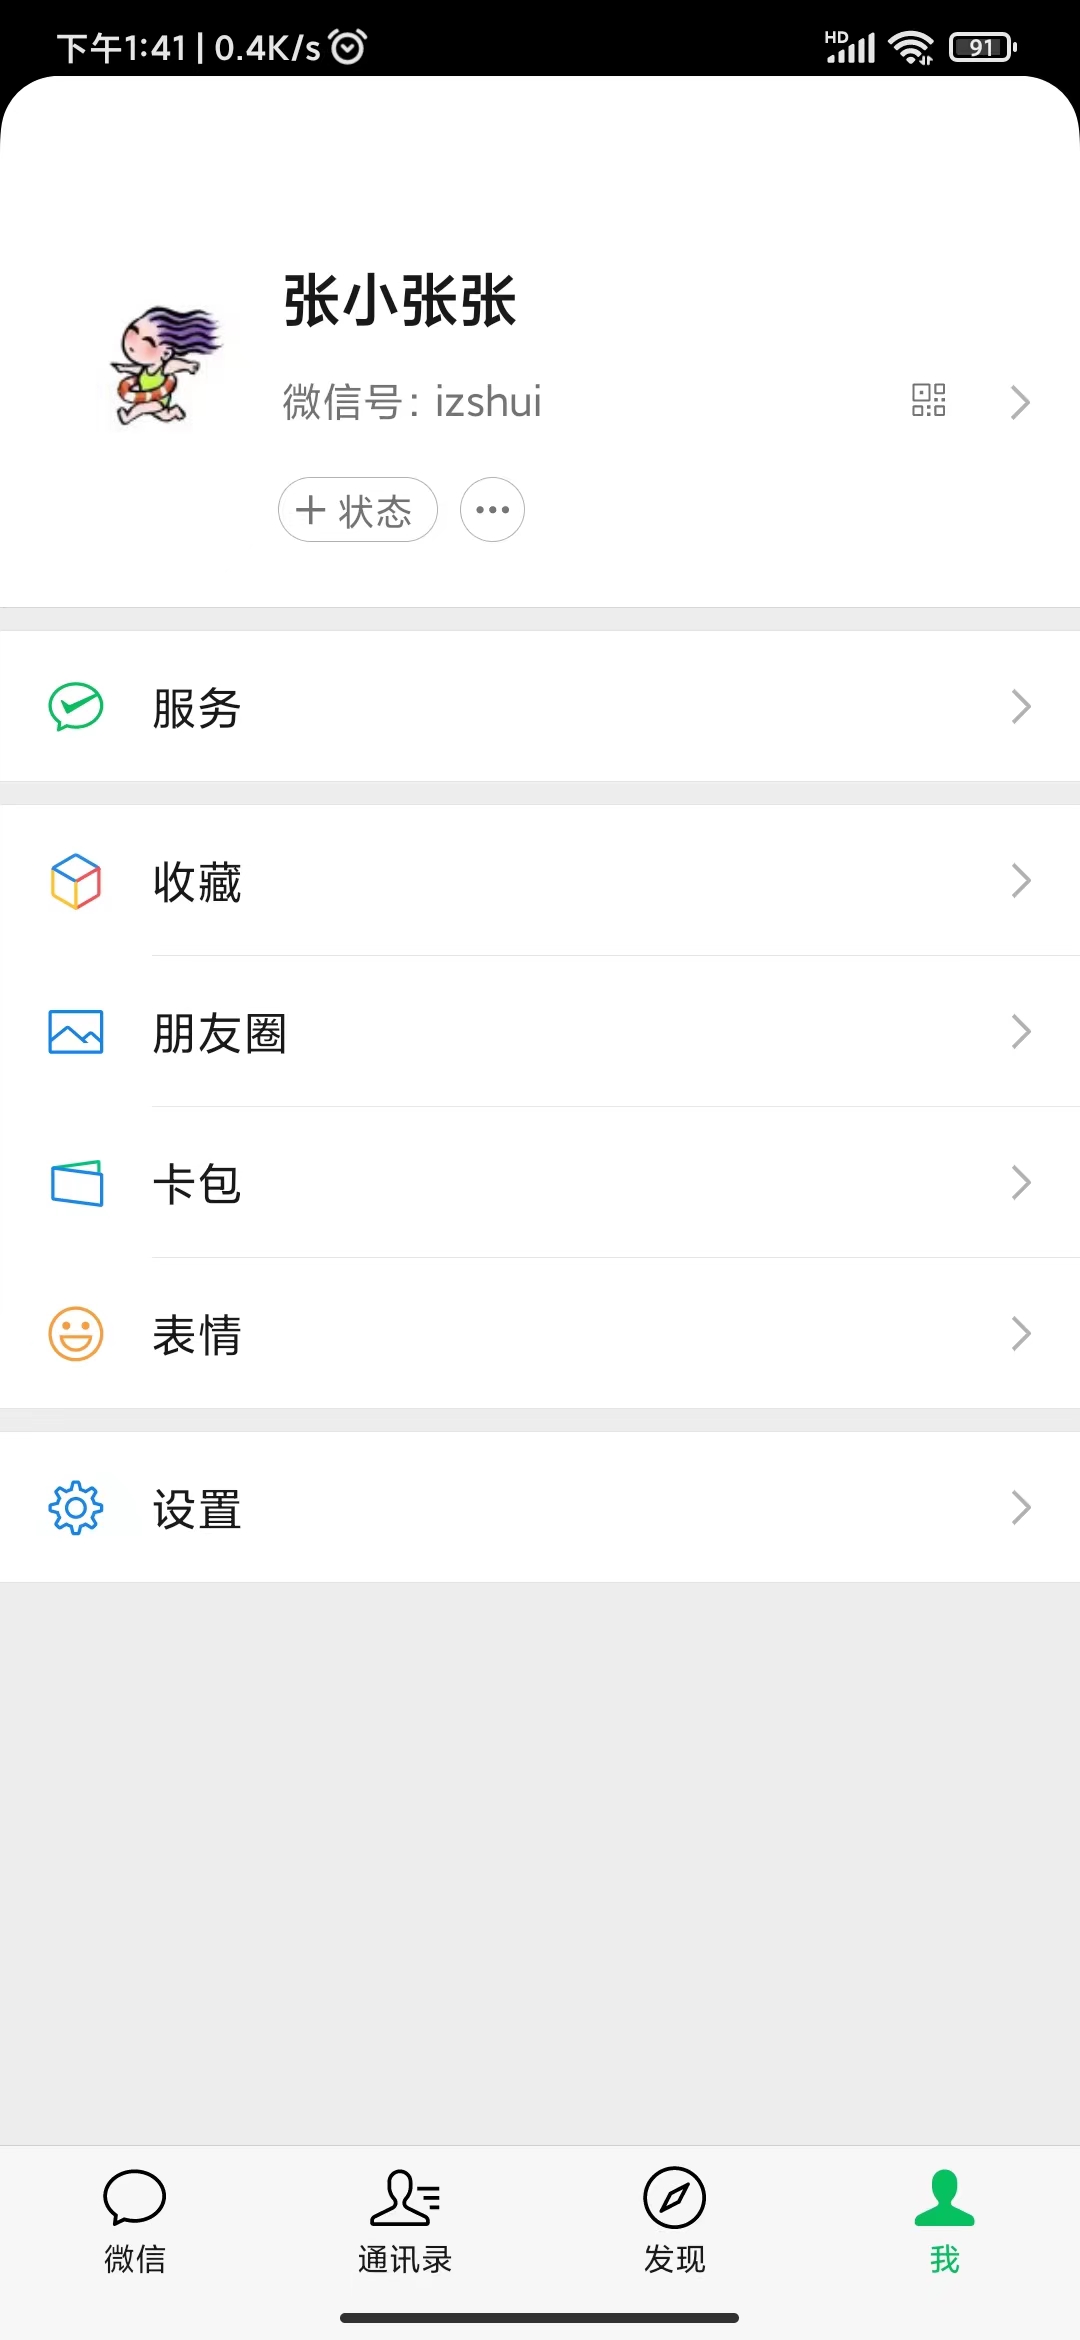 下午1:41 | 0.4K/s
HD
91
张小张张
微信号: izshui
+ 状态
服务
收藏
朋友圈
卡包
表情
设置
微信
通讯录
发现
我